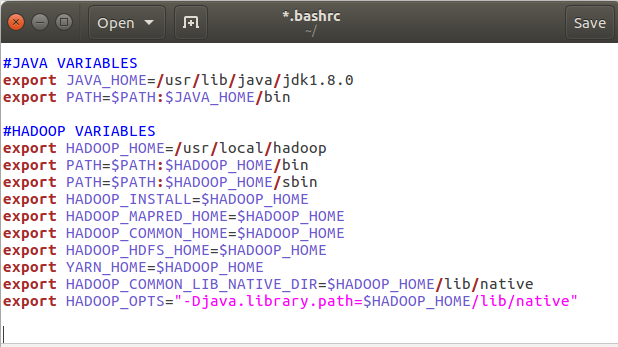 Open
*.bashrc
~/
Save
#JAVA VARIABLES
export JAVA_HOME=/usr/lib/java/jdk1.8.0
export PATH=$PATH:$JAVA_HOME/bin
#HADOOP VARIABLES
export HADOOP_HOME=/usr/local/hadoop
export PATH=$PATH:$HADOOP_HOME/bin
export PATH=$PATH:$HADOOP_HOME/sbin
export HADOOP_INSTALL=$HADOOP_HOME
export HADOOP_MAPRED_HOME=$HADOOP_HOME
export HADOOP_COMMON_HOME=$HADOOP_HOME
export HADOOP_HDFS_HOME=$HADOOP_HOME
export YARN_HOME=$HADOOP_HOME
export HADOOP_COMMON_LIB_NATIVE_DIR=$HADOOP_HOME/lib/native
export HADOOP_OPTS="-Djava.library.path=$HADOOP_HOME/lib/native"